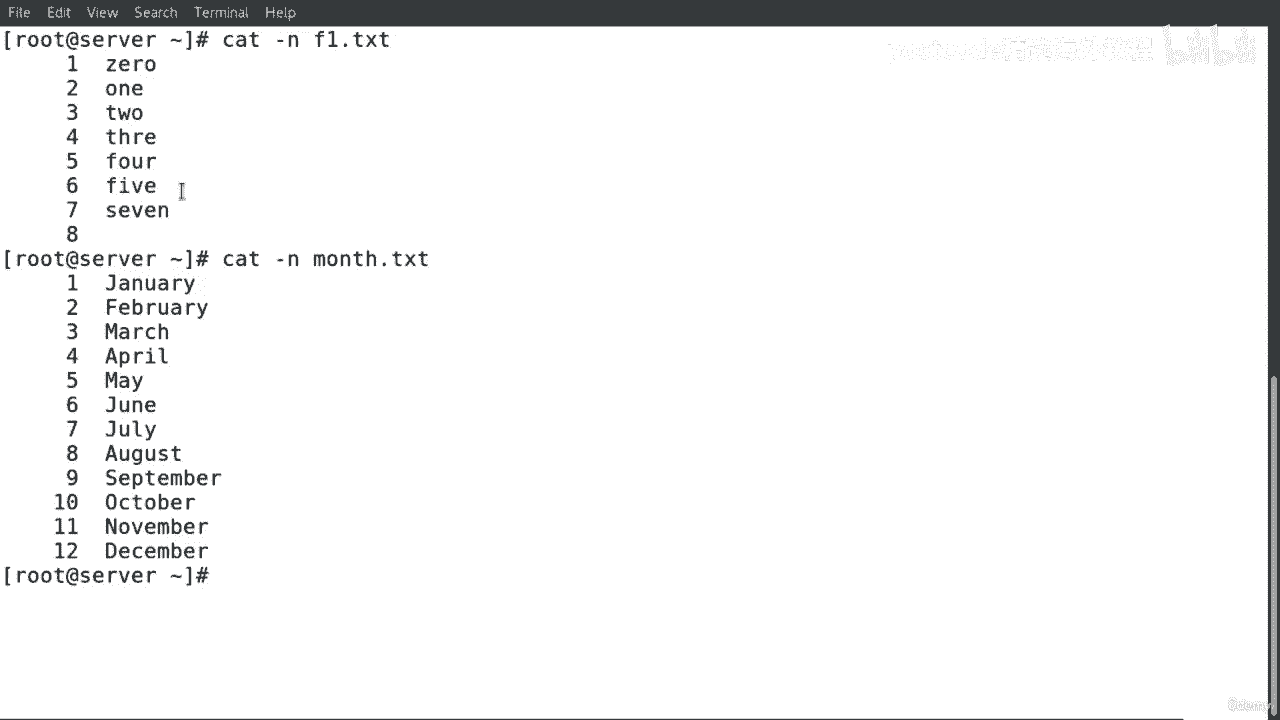 File Edit View Search Terminal Help
[root@server ~]# cat -n f1.txt
1 zero
2 one
3 two
4 thre
5 four
6 five
7 seven
8
[root@server ~]# cat -n month.txt
1 January
2 February
3 March
4 April
5 May
6 June
7 July
8 August
9 September
10 October
11 November
12 December
[root@server ~]#